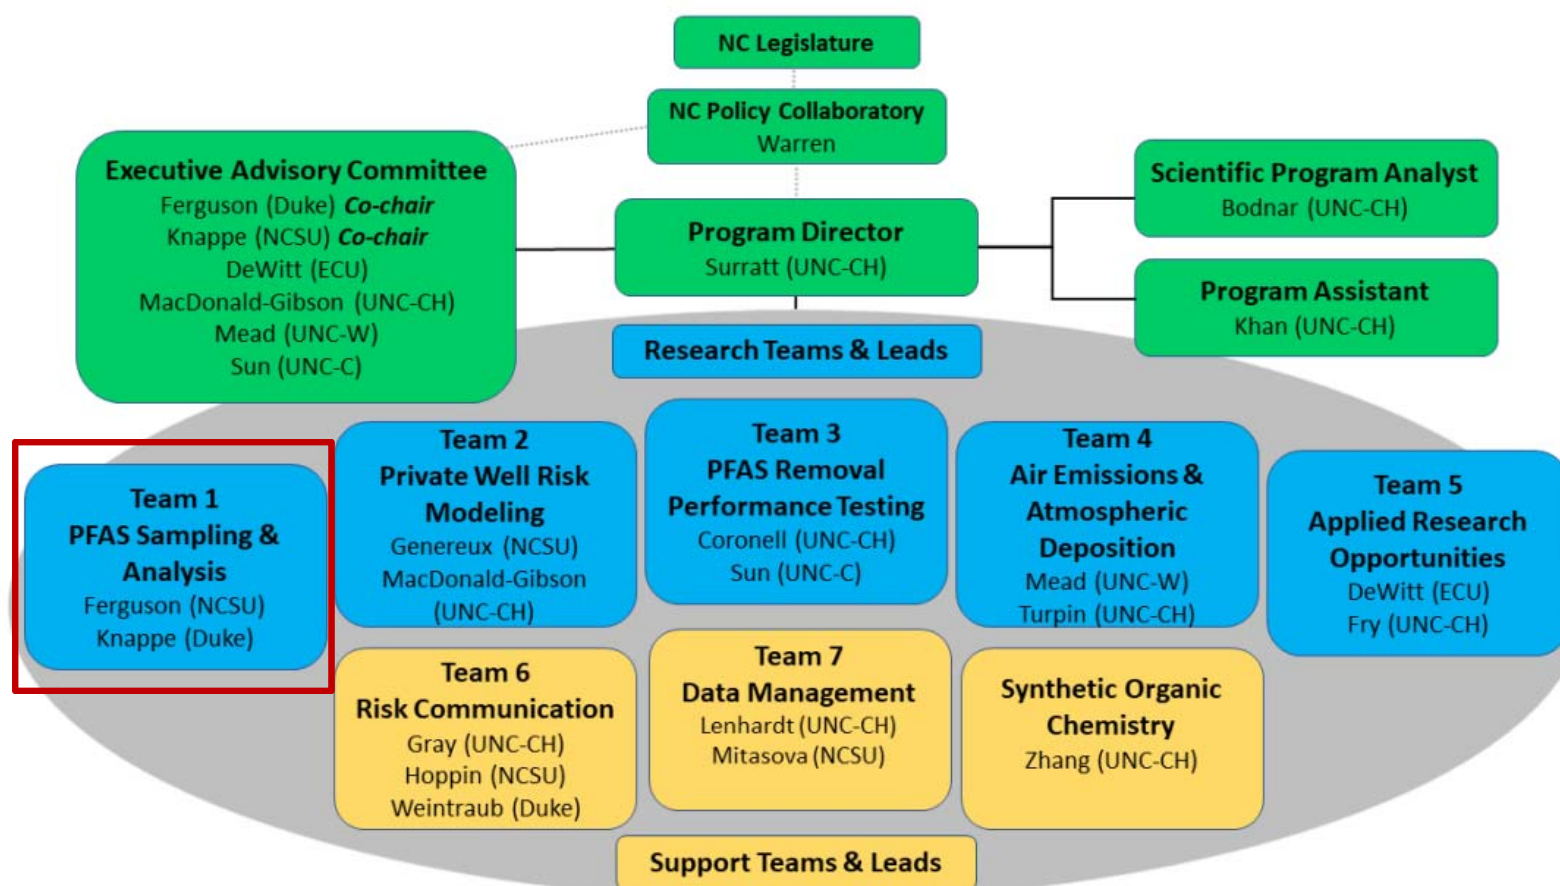 NC Legislature
NC Policy Collaboratory
Warren
Executive Advisory Committee
Ferguson (Duke) Co-chair
Knappe (NCSU) Co-chair
DeWitt (ECU)
MacDonald-Gibson (UNC-CH)
Mead (UNC-W)
Sun (UNC-C)
Program Director
Surratt (UNC-CH)
Scientific Program Analyst
Bodnar (UNC-CH)
Program Assistant
Khan (UNC-CH)
Research Teams & Leads
Team 1
PFAS Sampling &
Analysis
Ferguson (NCSU)
Knappe (Duke)
Team 2
Private Well Risk
Modeling
Genereux (NCSU)
MacDonald-Gibson
(UNC-CH)
Team 3
PFAS Removal
Performance Testing
Coronell (UNC-CH)
Sun (UNC-C)
Team 4
Air Emissions &
Atmospheric
Deposition
Mead (UNC-W)
Turpin (UNC-CH)
Team 5
Applied Research
Opportunities
DeWitt (ECU)
Fry (UNC-CH)
Team 6
Risk Communication
Gray (UNC-CH)
Hoppin (NCSU)
Weintraub (Duke)
Team 7
Data Management
Lenhardt (UNC-CH)
Mitasova (NCSU)
Synthetic Organic
Chemistry
Zhang (UNC-CH)
Support Teams & Leads